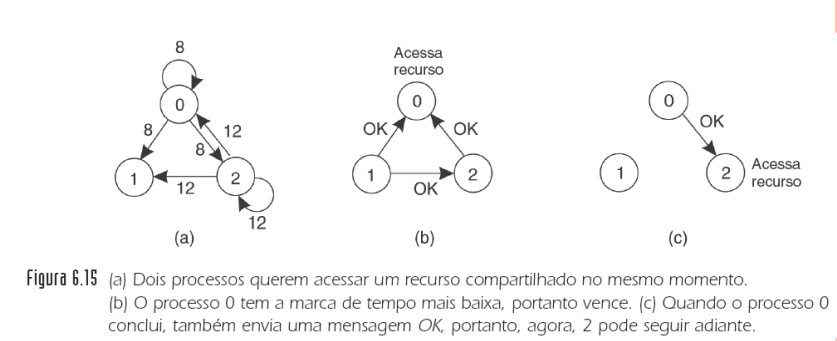 8
0
8
8
12
1
12
2
12
(a)
Acessa
recurso
0
OK
OK
1
OK
2
(b)
0
OK
1
2
Acessa
recurso
(c)
Figura 6.15 (a) Dois processos querem acessar um recurso compartilhado no mesmo momento.
(b) O processo 0 tem a marca de tempo mais baixa, portanto vence. (c) Quando o processo 0
conclui, também envia uma mensagem OK, portanto, agora, 2 pode seguir adiante.